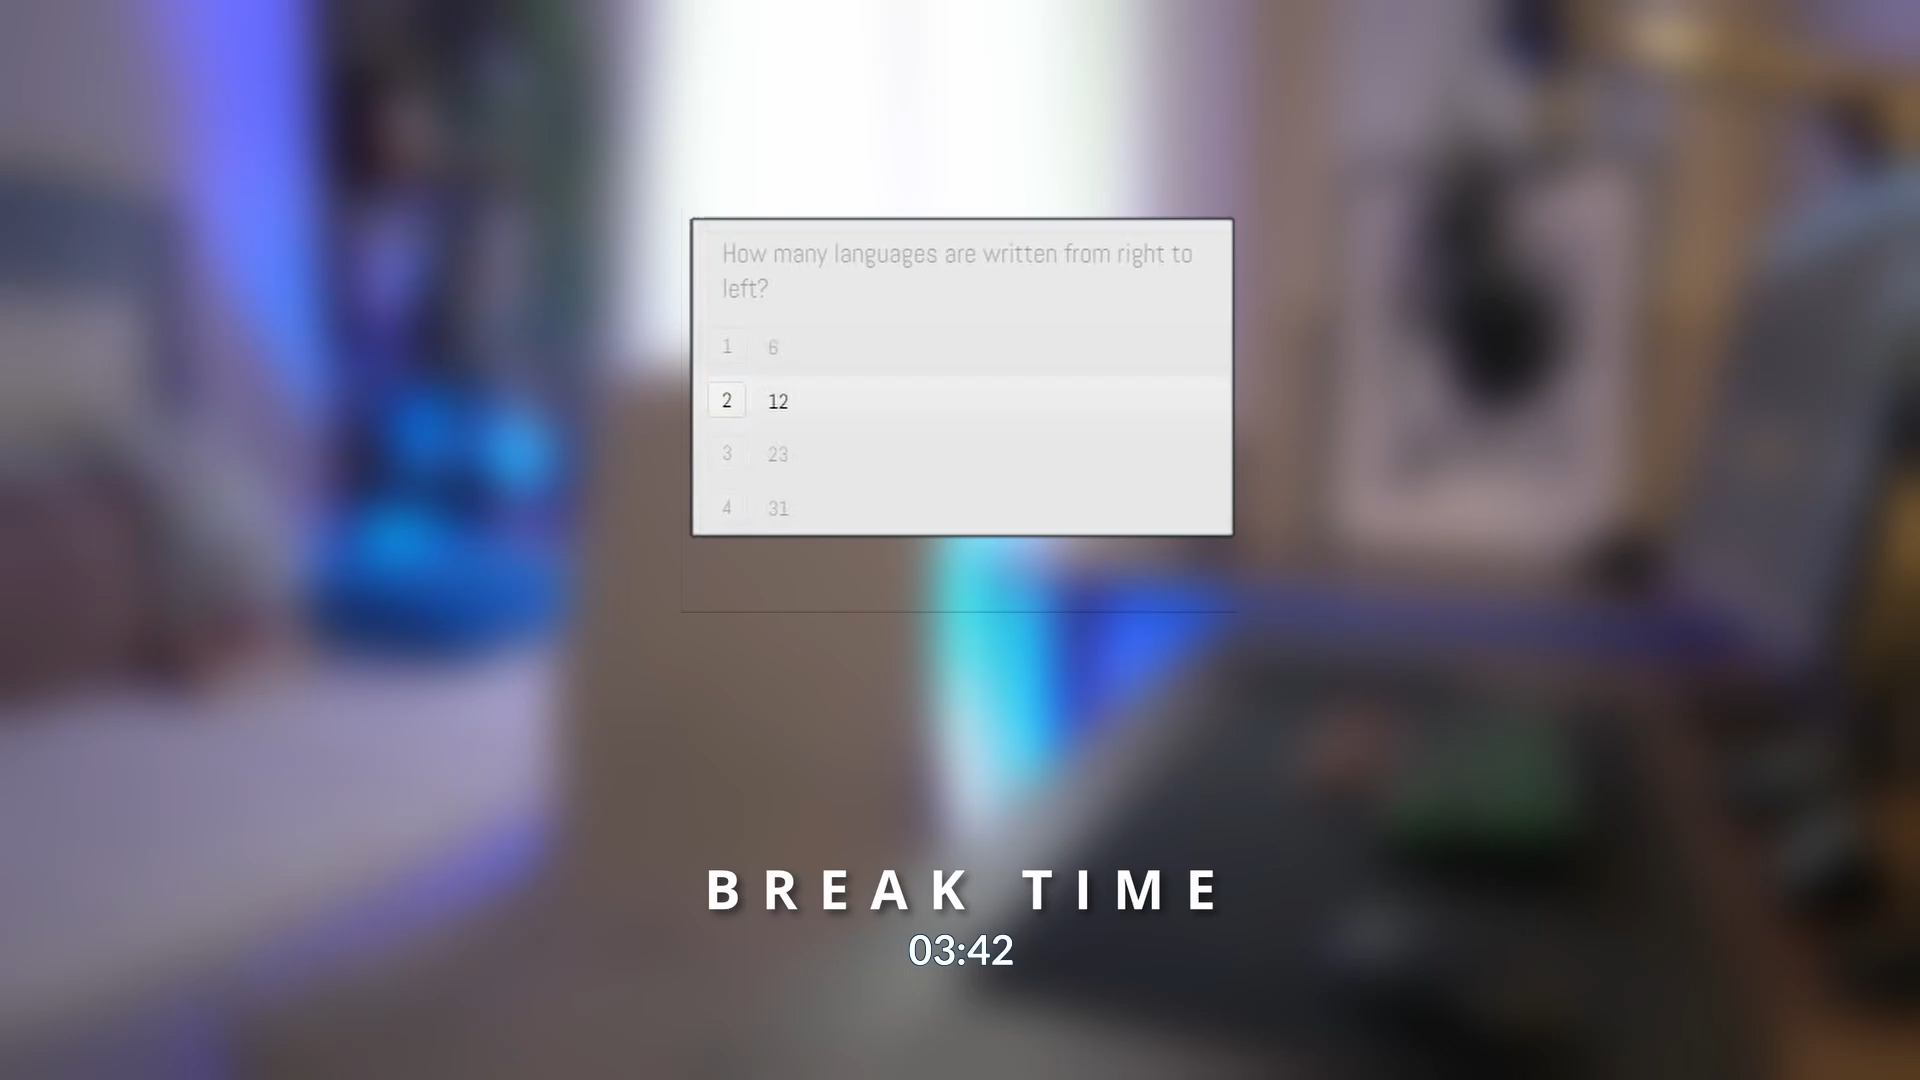 How many languages are written from right to
left?
1 6
2 12
3 23
4 31
BREAK TIME
03:42